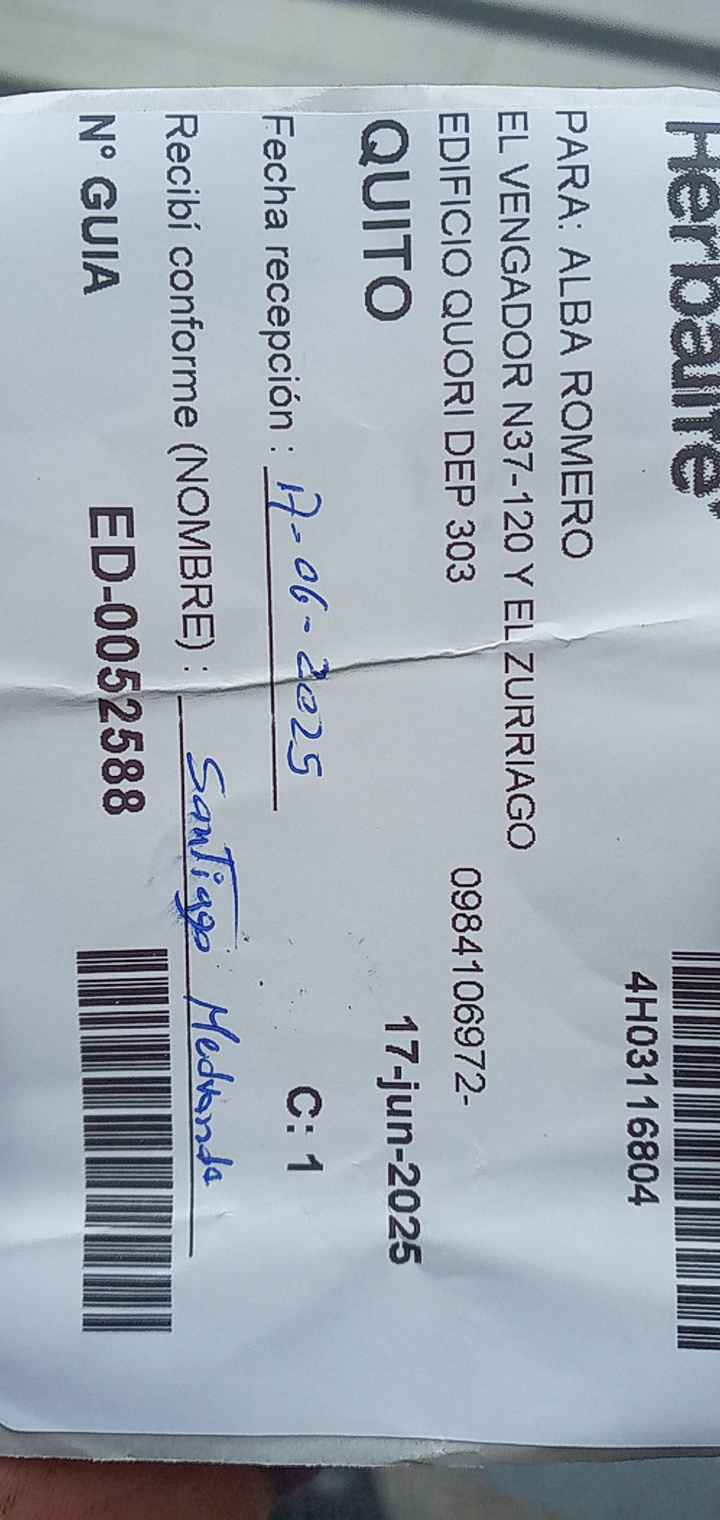 Herbalife
4H03116804
PARA: ALBA ROMERO
EL VENGADOR N37-120 Y EL ZURRIAGO
EDIFICIO QUORI DEP 303 0984106972-
QUITO 17-jun-2025
Fecha recepción : 17-06-2025 C: 1
Recibí conforme (NOMBRE) : Santiago Medranda
N° GUIA ED-0052588